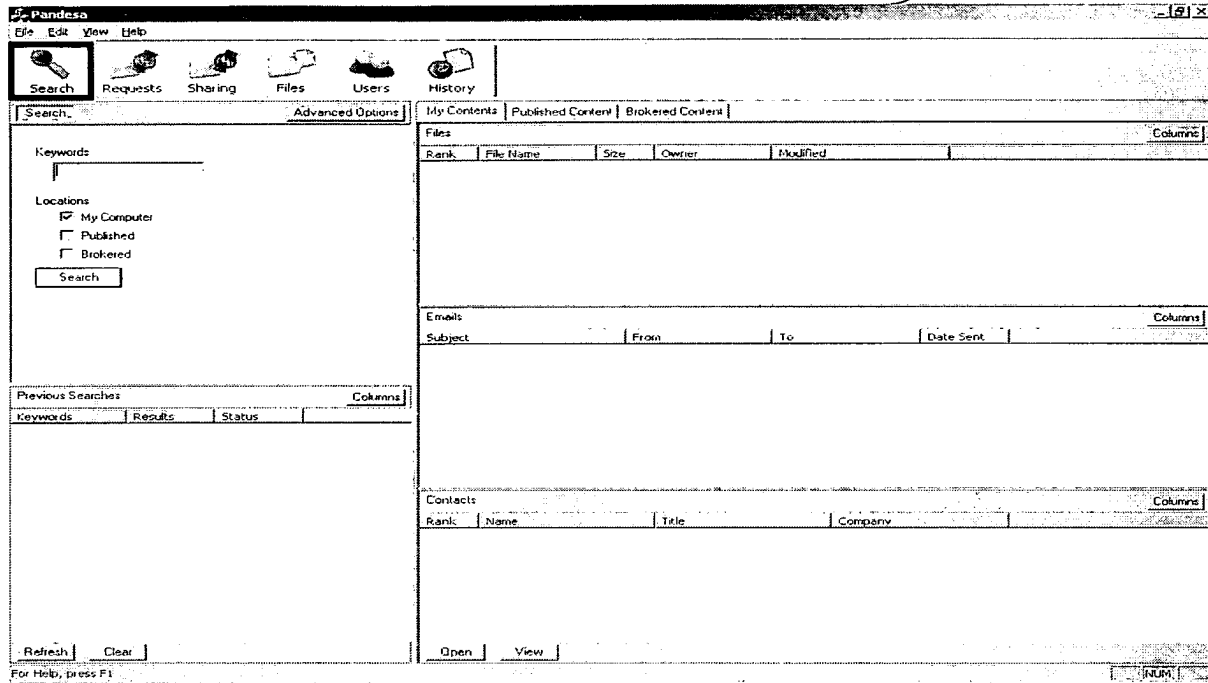 Pandesa
File Edit View Help
Search Requests Sharing Files Users History
Search Advanced Options
Keywords
Locations
My Computer
Published
Brokered
Search
Previous Searches Columns
Keywords Results Status
Refresh Clear
My Contents Published Content Brokered Content
Files Columns
Rank File Name Size Owner Modified
Emails Columns
Subject From To Date Sent
Contacts Columns
Rank Name Title Company
Open View
For Help, press F1 NUM